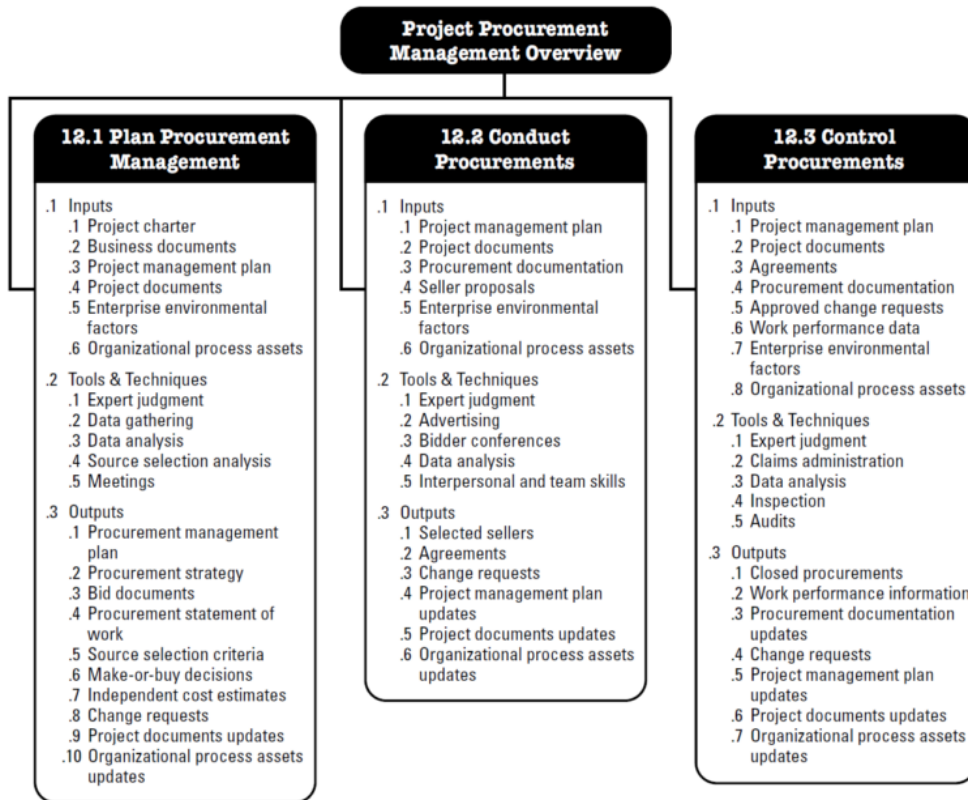 Project Procurement
Management Overview
12.1 Plan Procurement
Management
.1 Inputs
.1 Project charter
.2 Business documents
.3 Project management plan
.4 Project documents
.5 Enterprise environmental
factors
.6 Organizational process assets
.2 Tools & Techniques
.1 Expert judgment
.2 Data gathering
.3 Data analysis
.4 Source selection analysis
.5 Meetings
.3 Outputs
.1 Procurement management
plan
.2 Procurement strategy
.3 Bid documents
.4 Procurement statement of
work
.5 Source selection criteria
.6 Make-or-buy decisions
.7 Independent cost estimates
.8 Change requests
.9 Project documents updates
.10 Organizational process assets
updates
12.2 Conduct
Procurements
.1 Inputs
.1 Project management plan
.2 Project documents
.3 Procurement documentation
.4 Seller proposals
.5 Enterprise environmental
factors
.6 Organizational process assets
.2 Tools & Techniques
.1 Expert judgment
.2 Advertising
.3 Bidder conferences
.4 Data analysis
.5 Interpersonal and team skills
.3 Outputs
.1 Selected sellers
.2 Agreements
.3 Change requests
.4 Project management plan
updates
.5 Project documents updates
.6 Organizational process assets
updates
12.3 Control
Procurements
.1 Inputs
.1 Project management plan
.2 Project documents
.3 Agreements
.4 Procurement documentation
.5 Approved change requests
.6 Work performance data
.7 Enterprise environmental
factors
.8 Organizational process assets
.2 Tools & Techniques
.1 Expert judgment
.2 Claims administration
.3 Data analysis
.4 Inspection
.5 Audits
.3 Outputs
.1 Closed procurements
.2 Work performance information
.3 Procurement documentation
updates
.4 Change requests
.5 Project management plan
updates
.6 Project documents updates
.7 Organizational process assets
updates